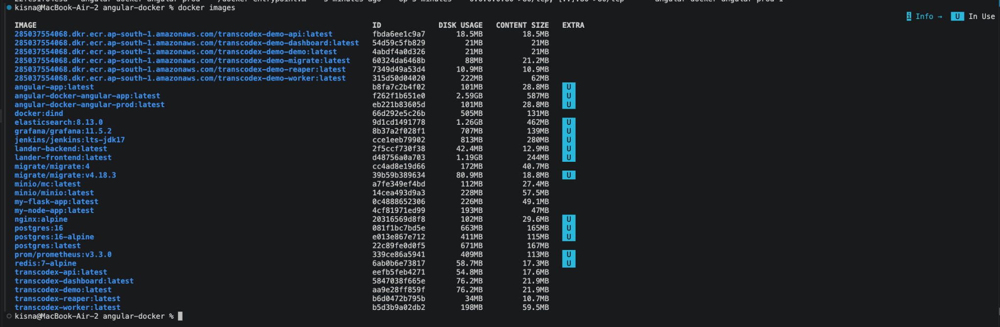 kisna@MacBook-Air-2 angular-docker % docker images
i Info → U In Use
IMAGE ID DISK USAGE CONTENT SIZE EXTRA
285037554068.dkr.ecr.ap-south-1.amazonaws.com/transcodex-demo-api:latest fbda6ee1c9a7 18.5MB 18.5MB
285037554068.dkr.ecr.ap-south-1.amazonaws.com/transcodex-demo-dashboard:latest 54d59c5fb829 21MB 21MB
285037554068.dkr.ecr.ap-south-1.amazonaws.com/transcodex-demo-demo:latest 4abdf4a0d326 21MB 21MB
285037554068.dkr.ecr.ap-south-1.amazonaws.com/transcodex-demo-migrate:latest 60324da6468b 88MB 21.2MB
285037554068.dkr.ecr.ap-south-1.amazonaws.com/transcodex-demo-reaper:latest 7349d49a53d4 10.9MB 10.9MB
285037554068.dkr.ecr.ap-south-1.amazonaws.com/transcodex-demo-worker:latest 315d50d04020 222MB 62MB
angular-app:latest b8fa7c2b4f02 101MB 28.8MB U
angular-docker-angular-app:latest f262f1b651e0 2.59GB 587MB U
angular-docker-angular-prod:latest eb221b83605d 101MB 28.8MB U
docker:dind 66d292e5c26b 505MB 131MB
elasticsearch:8.13.0 9d1cd1491778 1.26GB 462MB U
grafana/grafana:11.5.2 8b37a2f028f1 707MB 139MB U
jenkins/jenkins:lts-jdk17 cce1eeb79902 813MB 280MB U
lander-backend:latest 2f5ccf730f38 42.4MB 12.9MB U
lander-frontend:latest d48756a0a703 1.19GB 244MB U
migrate/migrate:4 cc4ad8e19d66 172MB 40.7MB
migrate/migrate:v4.18.3 39b59b389634 80.9MB 18.8MB U
minio/mc:latest a7fe349ef4bd 112MB 27.4MB
minio/minio:latest 14cea493d9a3 228MB 57.5MB
my-flask-app:latest 0c4888652306 226MB 49.1MB
my-node-app:latest 4cf81971ed99 193MB 47MB
nginx:alpine 20316569d8f8 102MB 29.6MB U
postgres:16 081f1bc7bd5e 663MB 165MB U
postgres:16-alpine e013e867e712 411MB 115MB U
postgres:latest 22c89fe0d0f5 671MB 167MB
prom/prometheus:v3.3.0 339ce86a5941 409MB 113MB U
redis:7-alpine 6ab0b6e73817 58.7MB 17.3MB U
transcodex-api:latest eefb5feb4271 54.8MB 17.6MB
transcodex-dashboard:latest 5847038f665e 76.2MB 21.9MB
transcodex-demo:latest aa9e28ff859f 76.2MB 21.9MB
transcodex-reaper:latest b6d0472b795b 34MB 10.7MB
transcodex-worker:latest b5d3b9a02db2 198MB 59.5MB
kisna@MacBook-Air-2 angular-docker %